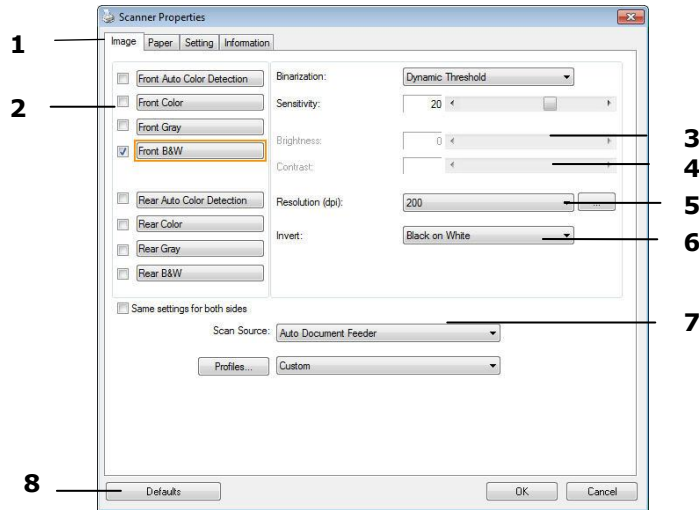 Scanner Properties
1 Image Paper Setting Information
Front Auto Color Detection Binarization: Dynamic Threshold
2 Front Color Sensitivity: 20
Front Gray Brightness: 0 3
Front B&W Contrast: 4
Rear Auto Color Detection Resolution (dpi): 200 ... 5
Rear Color Invert: Black on White 6
Rear Gray
Rear B&W
Same settings for both sides
Scan Source: Auto Document Feeder 7
Profiles... Custom
8 Defaults OK Cancel